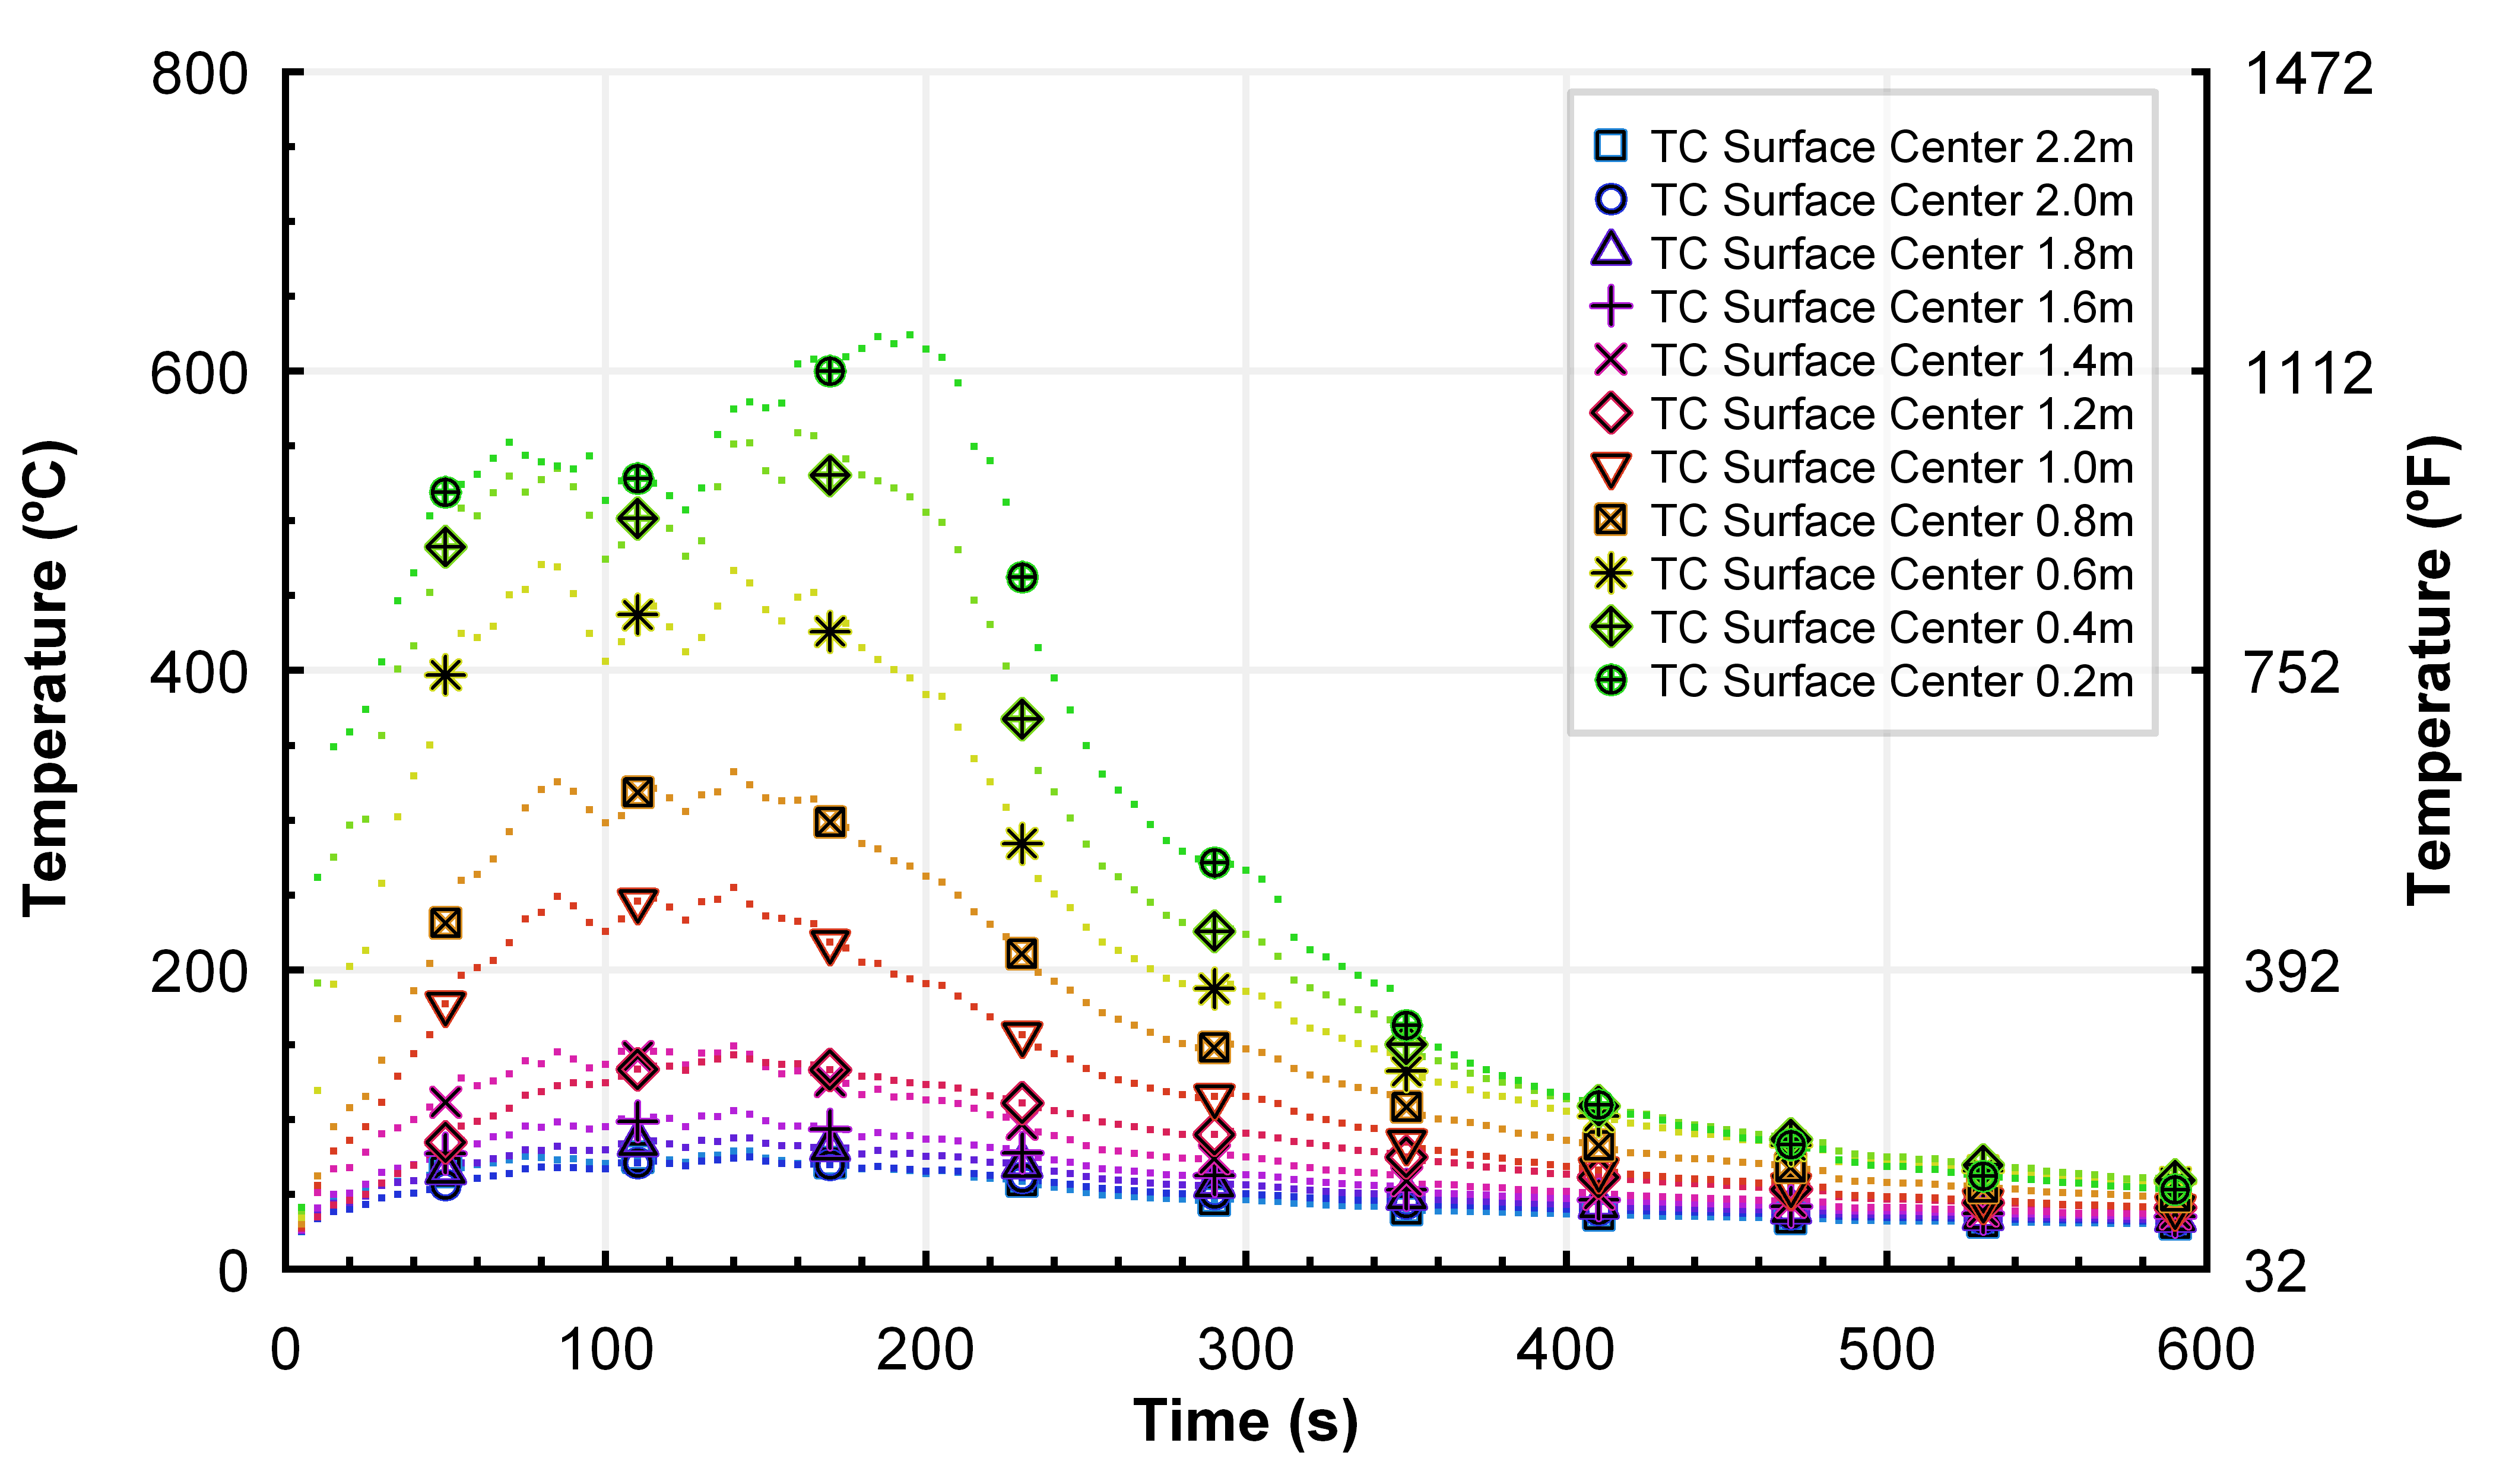 800
600
400
200
0
1472
1112
752
392
32
0 100 200 300 400 500 600
Time (s)
Temperature (ºC)
Temperature (ºF)
TC Surface Center 2.2m
TC Surface Center 2.0m
TC Surface Center 1.8m
TC Surface Center 1.6m
TC Surface Center 1.4m
TC Surface Center 1.2m
TC Surface Center 1.0m
TC Surface Center 0.8m
TC Surface Center 0.6m
TC Surface Center 0.4m
TC Surface Center 0.2m